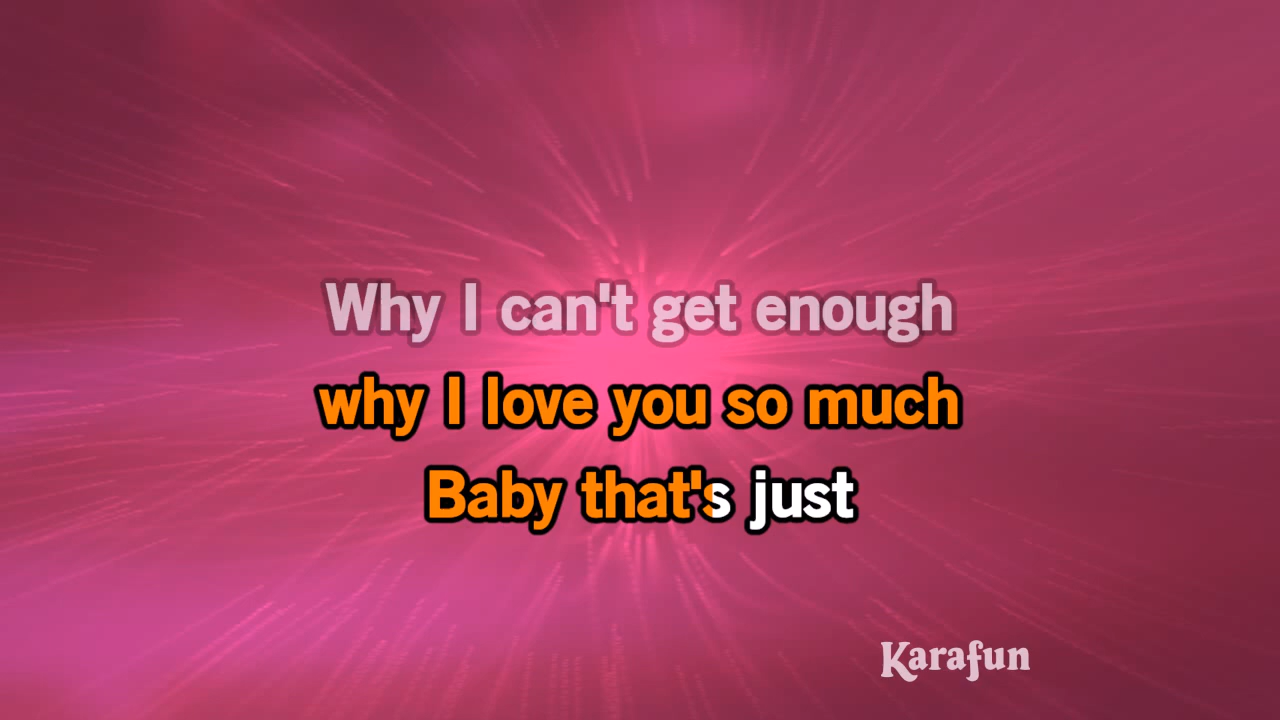 Why I can't get enough
why I love you so much
Baby that's just
Karafun